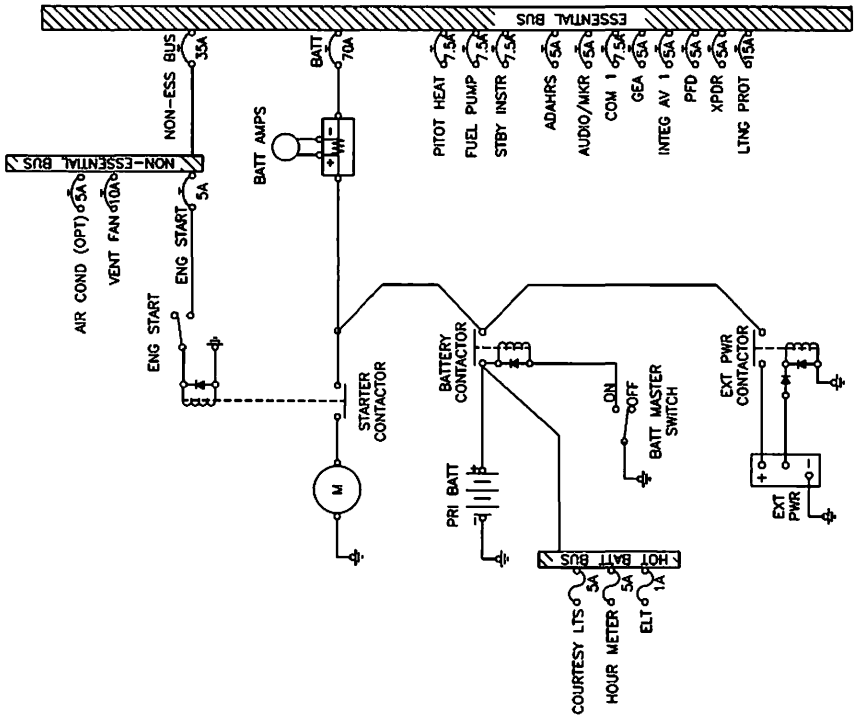 ESSENTIAL BUS
NON-ESS BUS
35A
BATT
70A
PITOT HEAT
7.5A
FUEL PUMP
7.5A
STBY INSTR
7.5A
ADAHRS
5A
AUDIO/MKR
5A
COM 1
7.5A
GEA
5A
INTEG AV 1
5A
PFD
5A
XPDR
5A
LTNG PROT
15A
NON-ESSENTIAL BUS
AIR COND (OPT)
5A
VENT FAN
10A
ENG START
5A
BATT AMPS
+ -
ENG START
STARTER
CONTACTOR
M
BATTERY
CONTACTOR
ON
OFF
BATT MASTER
SWITCH
PRI BATT
- +
EXT PWR
CONTACTOR
EXT
PWR
+
-
HOT BATT
BUS
COURTESY LTS
5A
HOUR METER
5A
ELT
1A